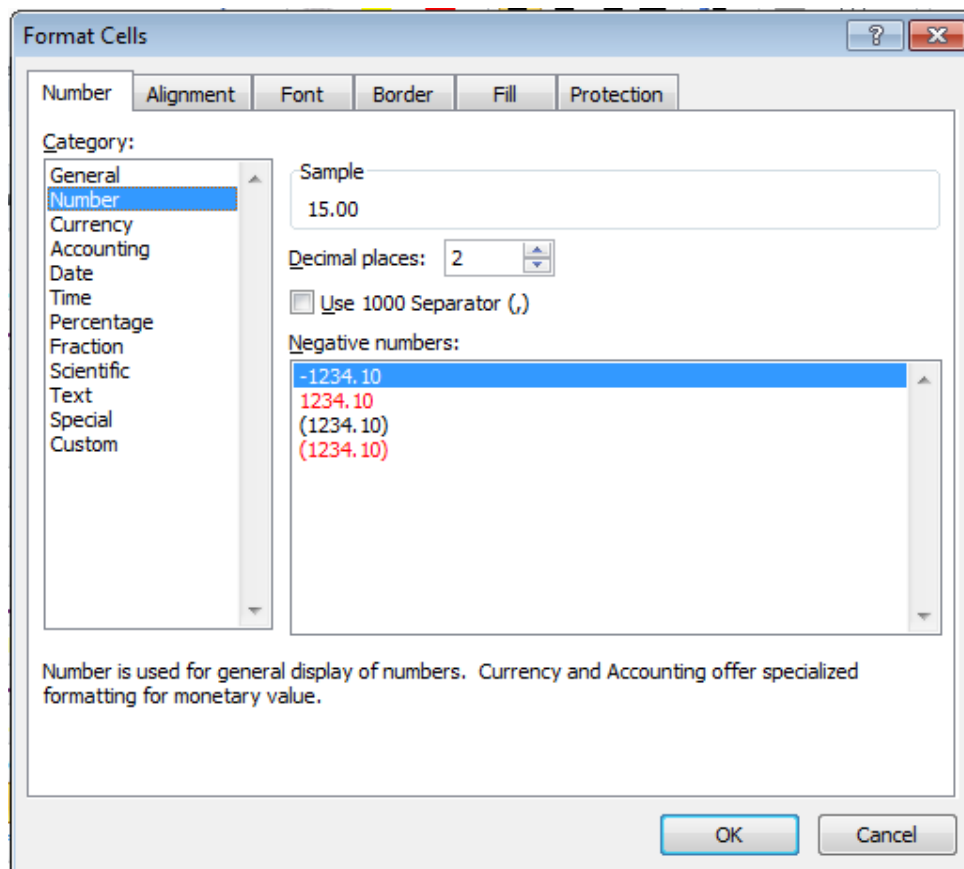 Format Cells
Number Alignment Font Border Fill Protection
Category:
General
Number
Currency
Accounting
Date
Time
Percentage
Fraction
Scientific
Text
Special
Custom
Sample
15.00
Decimal places: 2
Use 1000 Separator (,)
Negative numbers:
-1234.10
1234.10
(1234.10)
(1234.10)
Number is used for general display of numbers.  Currency and Accounting offer specialized
formatting for monetary value.
OK Cancel